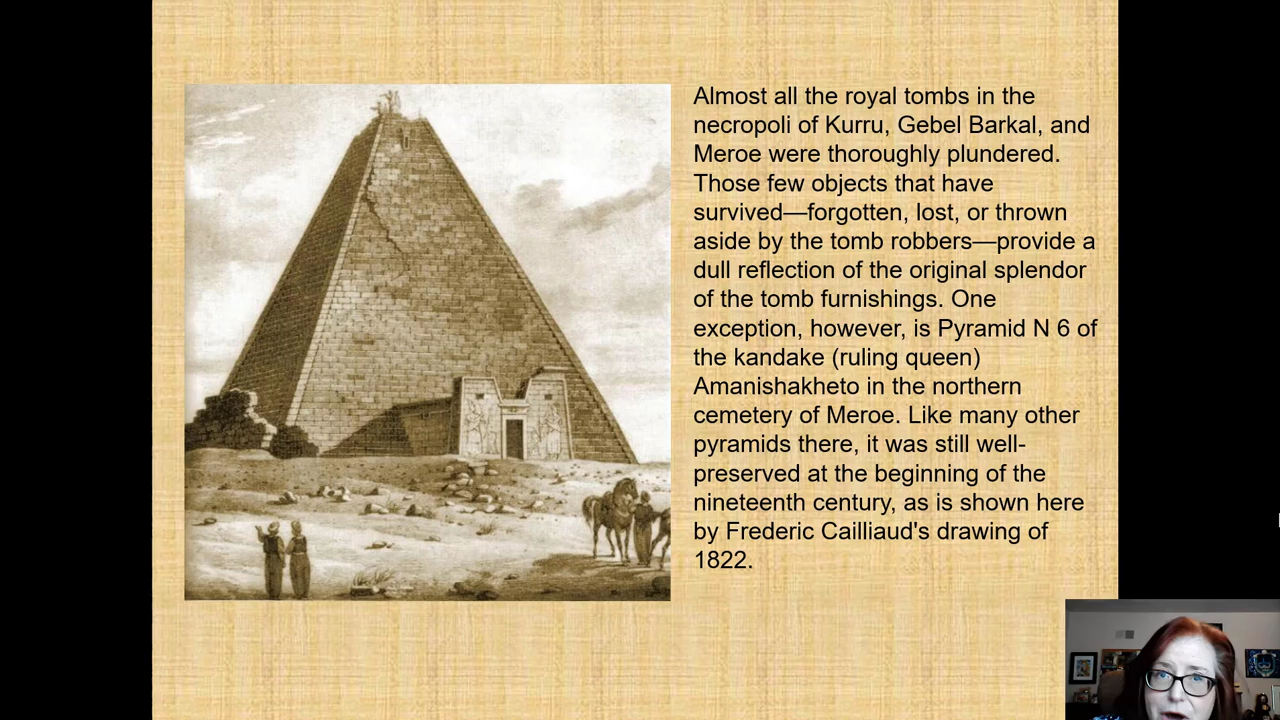 Almost all the royal tombs in the
necropoli of Kurru, Gebel Barkal, and
Meroe were thoroughly plundered.
Those few objects that have
survived—forgotten, lost, or thrown
aside by the tomb robbers—provide a
dull reflection of the original splendor
of the tomb furnishings. One
exception, however, is Pyramid N 6 of
the kandake (ruling queen)
Amanishakheto in the northern
cemetery of Meroe. Like many other
pyramids there, it was still well-
preserved at the beginning of the
nineteenth century, as is shown here
by Frederic Cailliaud's drawing of
1822.